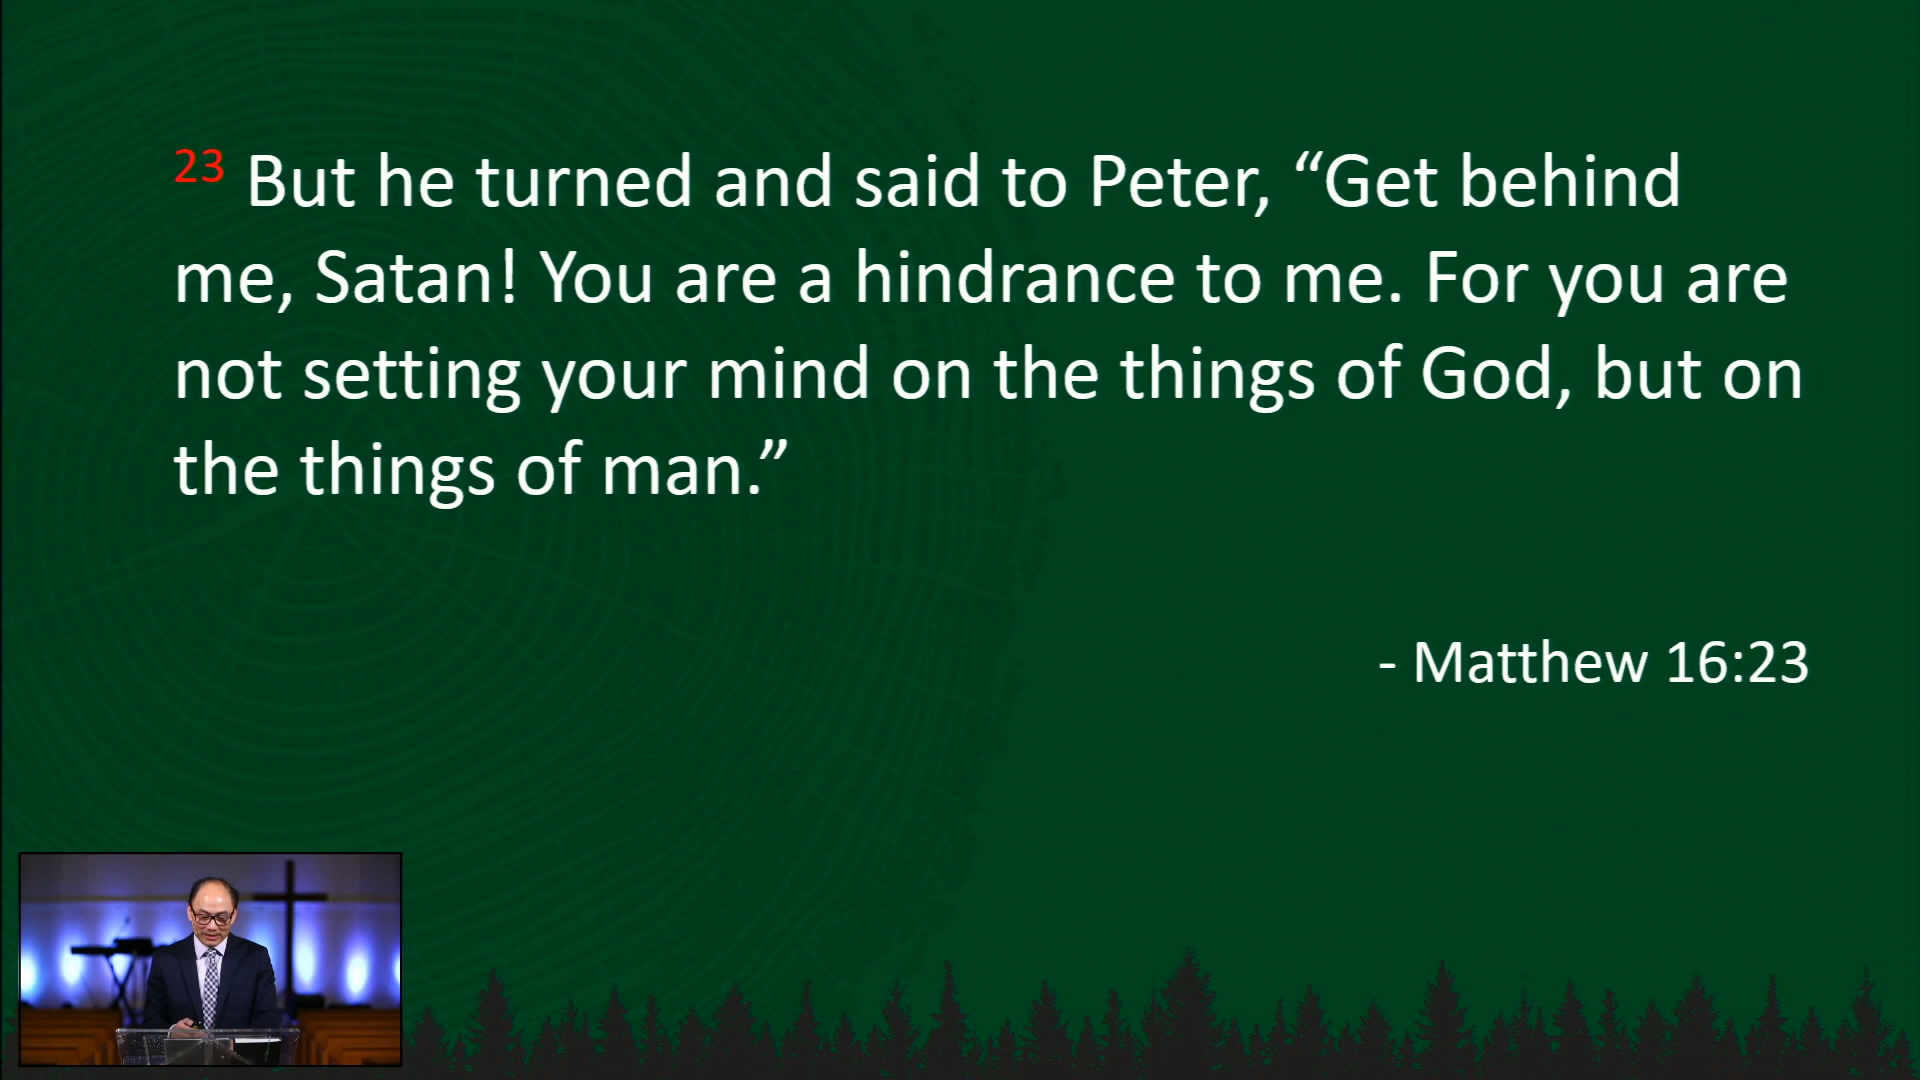 23 But he turned and said to Peter, “Get behind
me, Satan! You are a hindrance to me. For you are
not setting your mind on the things of God, but on
the things of man.”
- Matthew 16:23